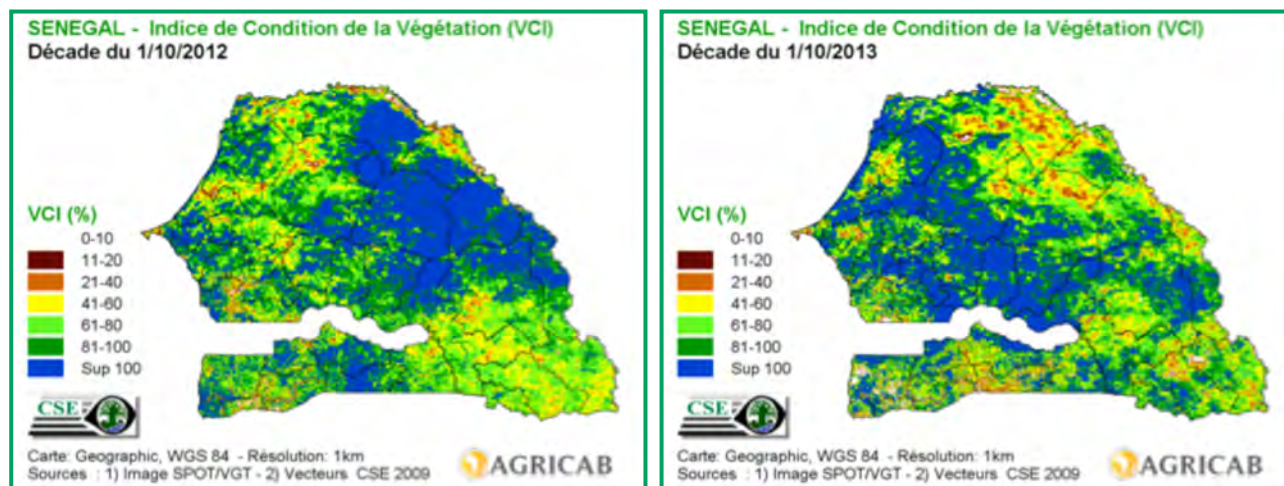 SENEGAL - Indice de Condition de la Végétation (VCI)
Décade du 1/10/2012
VCI (%)
0-10
11-20
21-40
41-60
61-80
81-100
Sup 100
CSE
Carte: Geographic, WGS 84 - Résolution: 1km
Sources : 1) Image SPOT/VGT - 2) Vecteurs CSE 2009
AGRICAB
SENEGAL - Indice de Condition de la Végétation (VCI)
Décade du 1/10/2013
VCI (%)
0-10
11-20
21-40
41-60
61-80
81-100
Sup 100
CSE
Carte: Geographic, WGS 84 - Résolution: 1km
Sources : 1) Image SPOT/VGT - 2) Vecteurs CSE 2009
AGRICAB